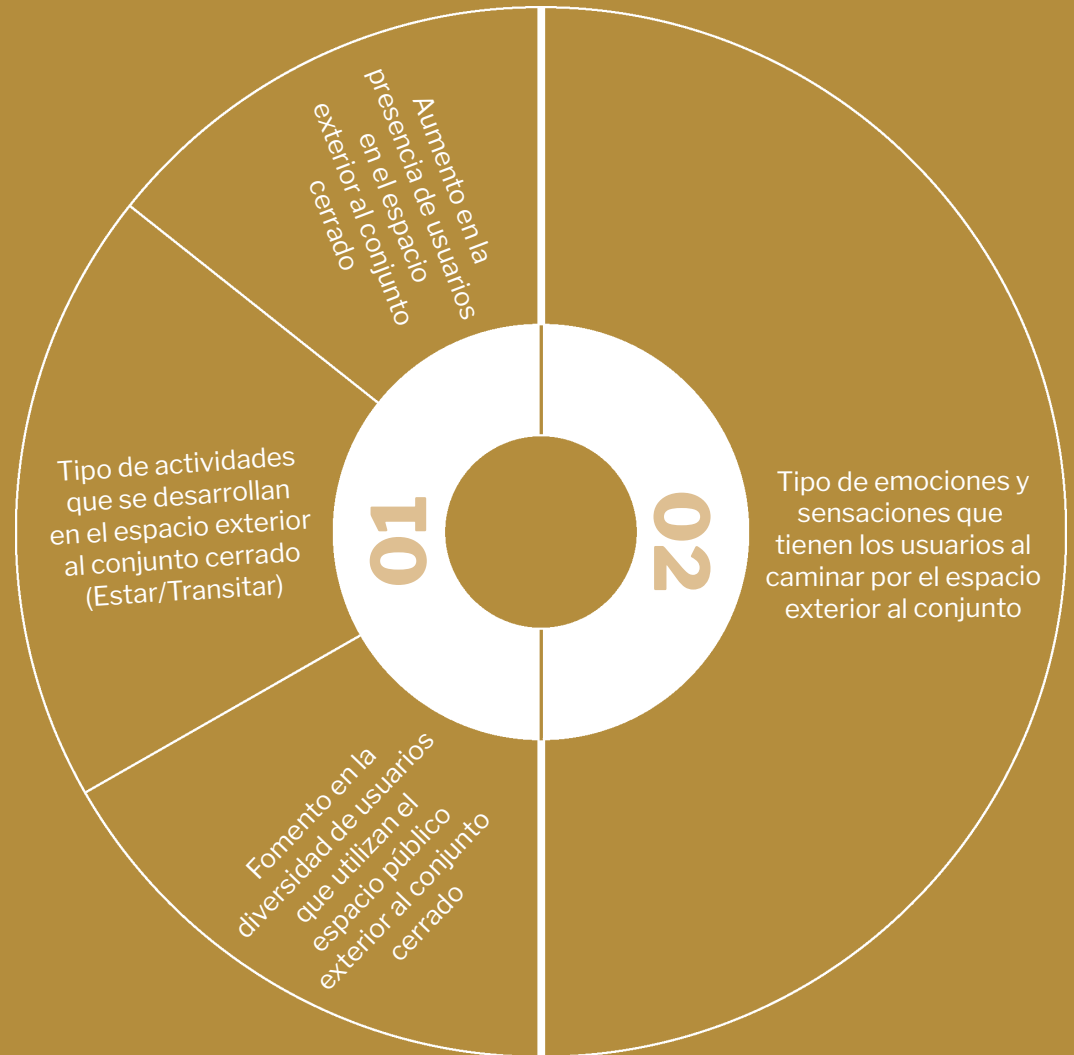 Aumento en la
presencia de usuarios
en el espacio
exterior al conjunto
cerrado
Tipo de actividades
que se desarrollan
en el espacio exterior
al conjunto cerrado
(Estar/Transitar)
Fomento en la
diversidad de usuarios
que utilizan el
espacio público
exterior al conjunto
cerrado
01
02
Tipo de emociones y
sensaciones que
tienen los usuarios al
caminar por el espacio
exterior al conjunto